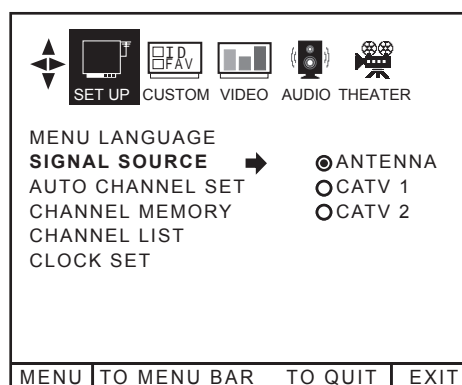 ID
FAV
SET UP CUSTOM VIDEO AUDIO THEATER
MENU LANGUAGE
SIGNAL SOURCE ANTENNA
AUTO CHANNEL SET CATV 1
CHANNEL MEMORY CATV 2
CHANNEL LIST
CLOCK SET
MENU TO MENU BAR TO QUIT EXIT